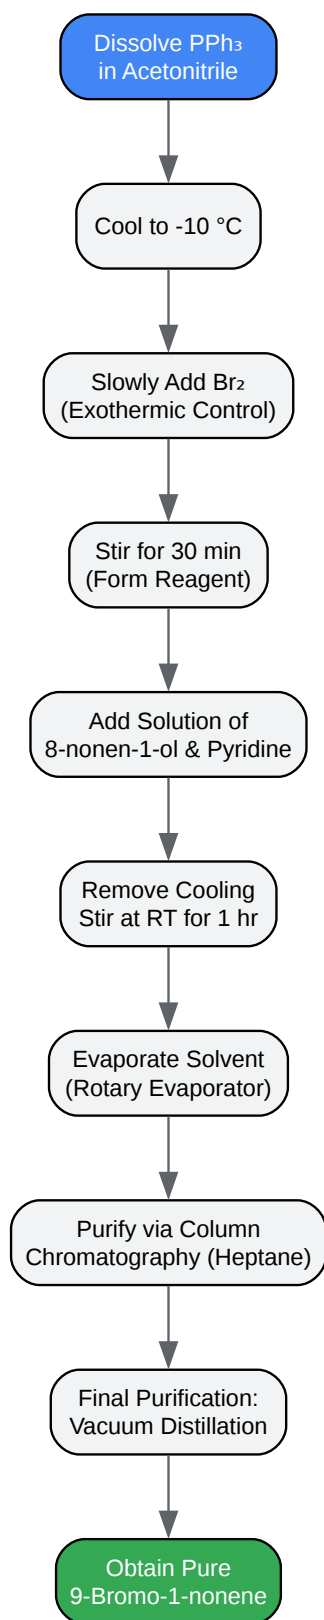 Dissolve PPh₃
in Acetonitrile
Cool to -10 °C
Slowly Add Br₂
(Exothermic Control)
Stir for 30 min
(Form Reagent)
Add Solution of
8-nonen-1-ol & Pyridine
Remove Cooling
Stir at RT for 1 hr
Evaporate Solvent
(Rotary Evaporator)
Purify via Column
Chromatography (Heptane)
Final Purification:
Vacuum Distillation
Obtain Pure
9-Bromo-1-nonene